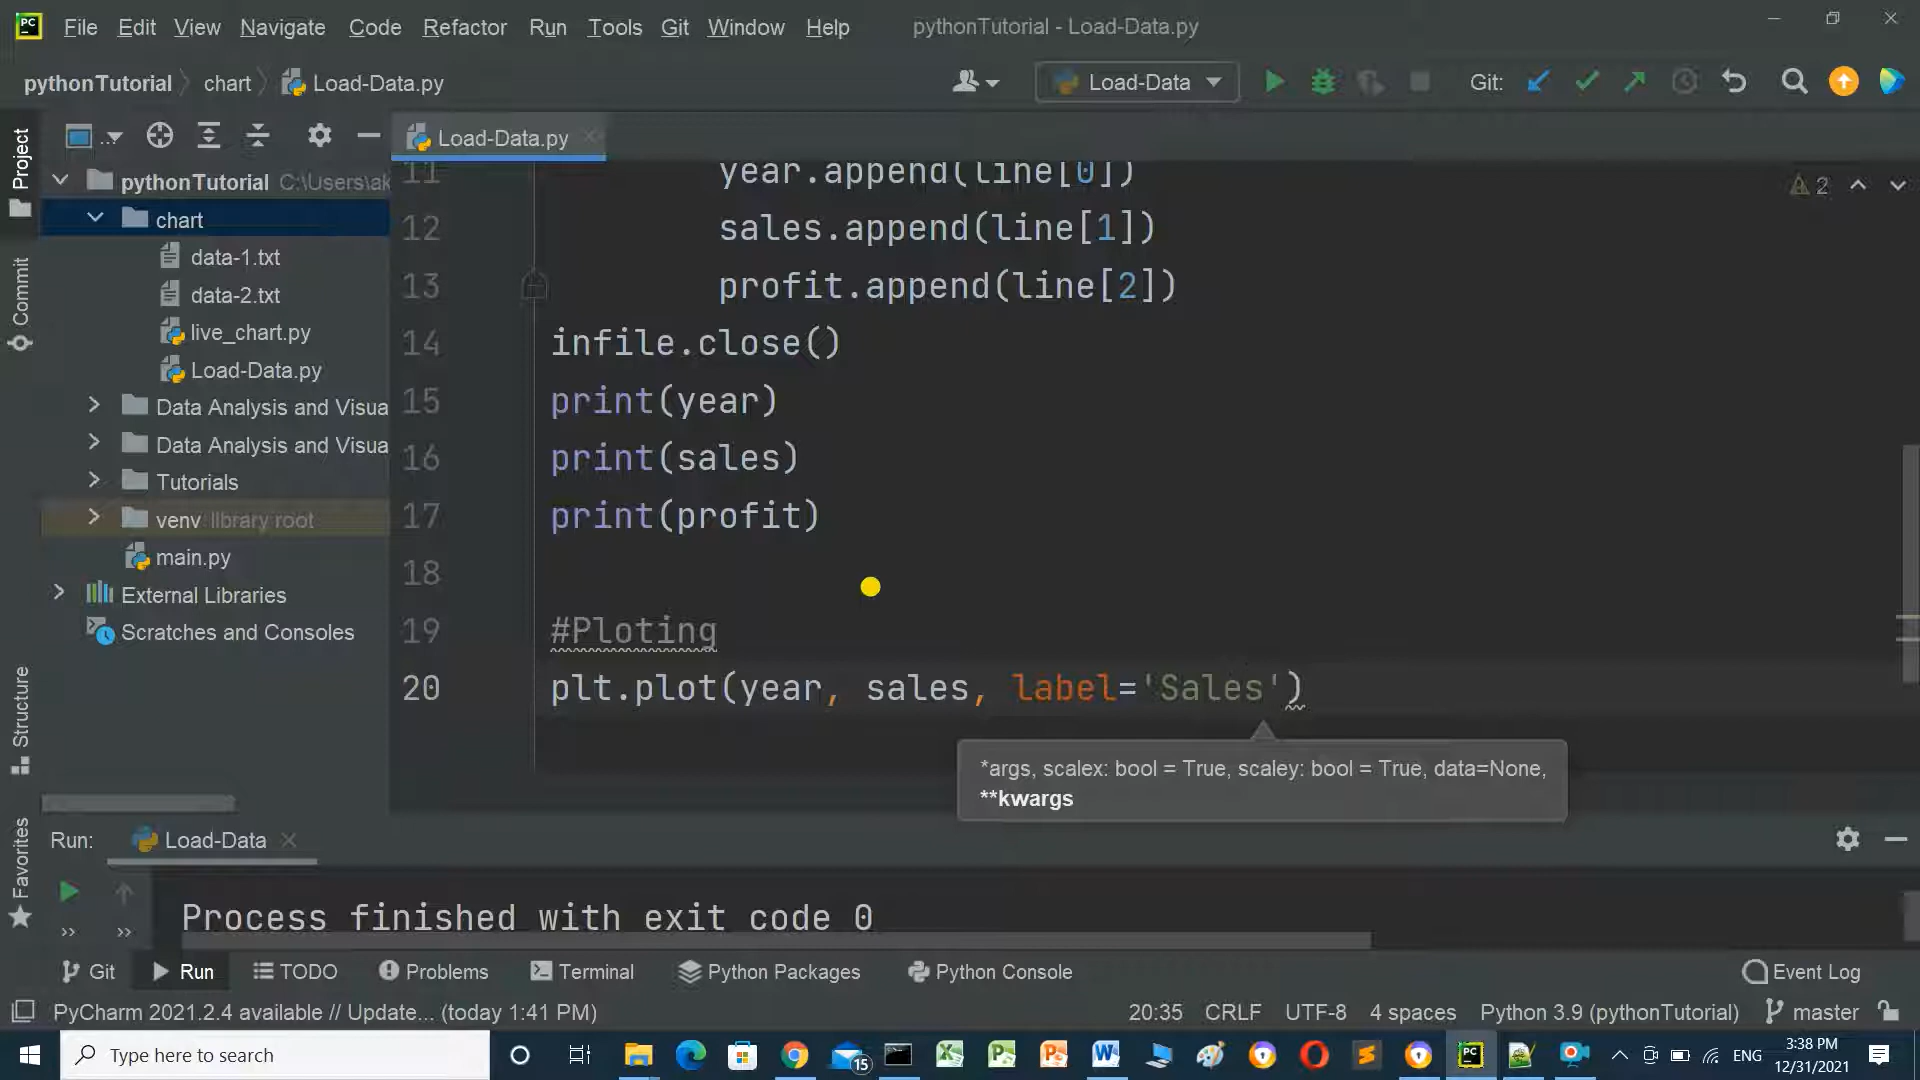 PC File Edit View Navigate Code Refactor Run Tools Git Window Help pythonTutorial - Load-Data.py
pythonTutorial chart Load-Data.py Load-Data Git:
Project
Commit
Structure
Favorites
... Load-Data.py
pythonTutorial C:\Users\ak
chart
data-1.txt
data-2.txt
live_chart.py
Load-Data.py
Data Analysis and Visua
Data Analysis and Visua
Tutorials
venv library root
main.py
External Libraries
Scratches and Consoles
2
11 year.append(line[0])
12 sales.append(line[1])
13 profit.append(line[2])
14 infile.close()
15 print(year)
16 print(sales)
17 print(profit)
18
19 #Ploting
20 plt.plot(year, sales, label='Sales')
*args, scalex: bool = True, scaley: bool = True, data=None,
**kwargs
Run: Load-Data
Process finished with exit code 0
Git Run TODO Problems Terminal Python Packages Python Console Event Log
PyCharm 2021.2.4 available // Update... (today 1:41 PM) 20:35 CRLF UTF-8 4 spaces Python 3.9 (pythonTutorial) master
Type here to search 15 PC ENG 3:38 PM
12/31/2021